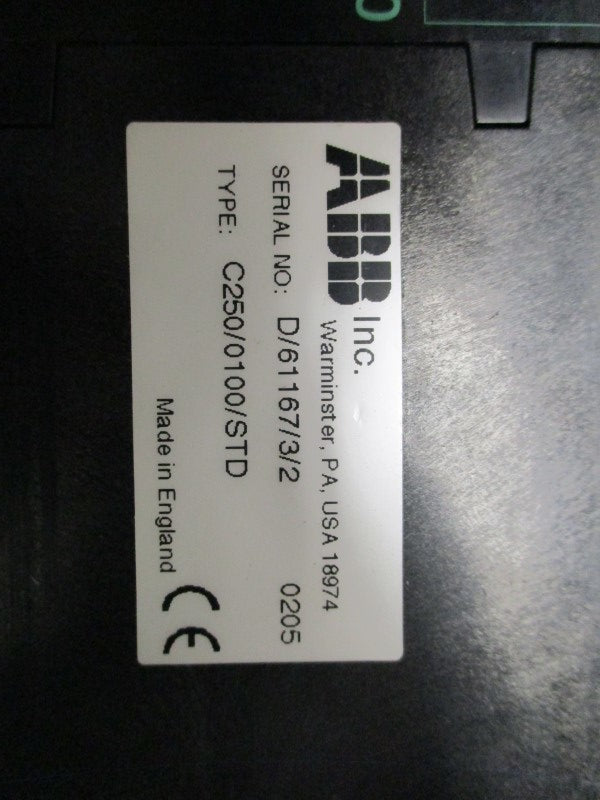 ABB Inc.
Warminster, PA, USA 18974
SERIAL NO: D/61167/3/2 0205
TYPE: C250/0100/STD
Made in England CE